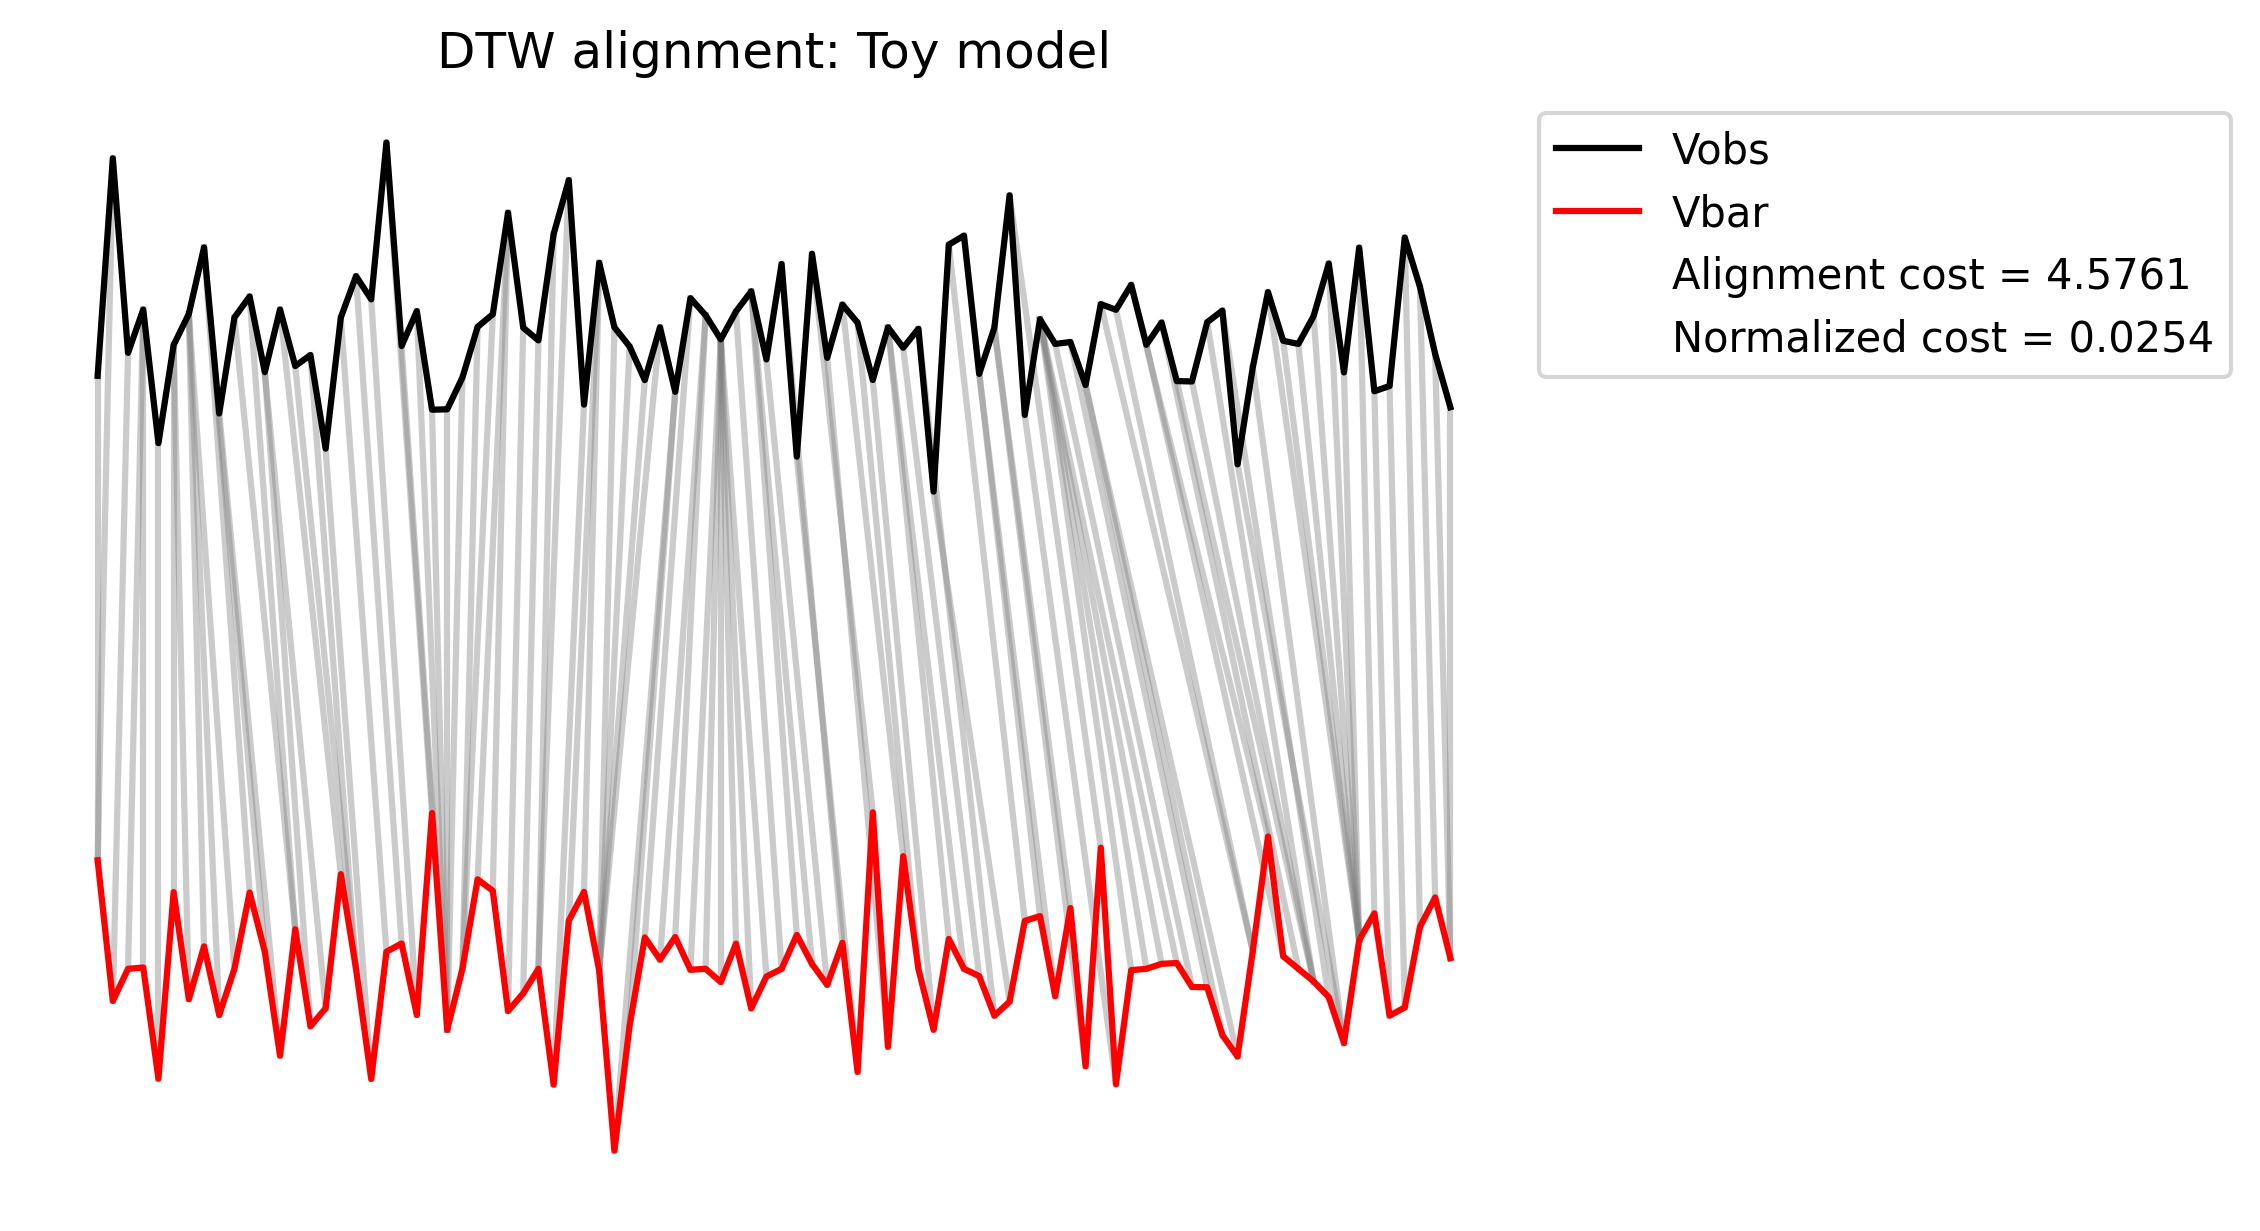 DTW alignment: Toy model
Vobs
Vbar
Alignment cost = 4.5761
Normalized cost = 0.0254